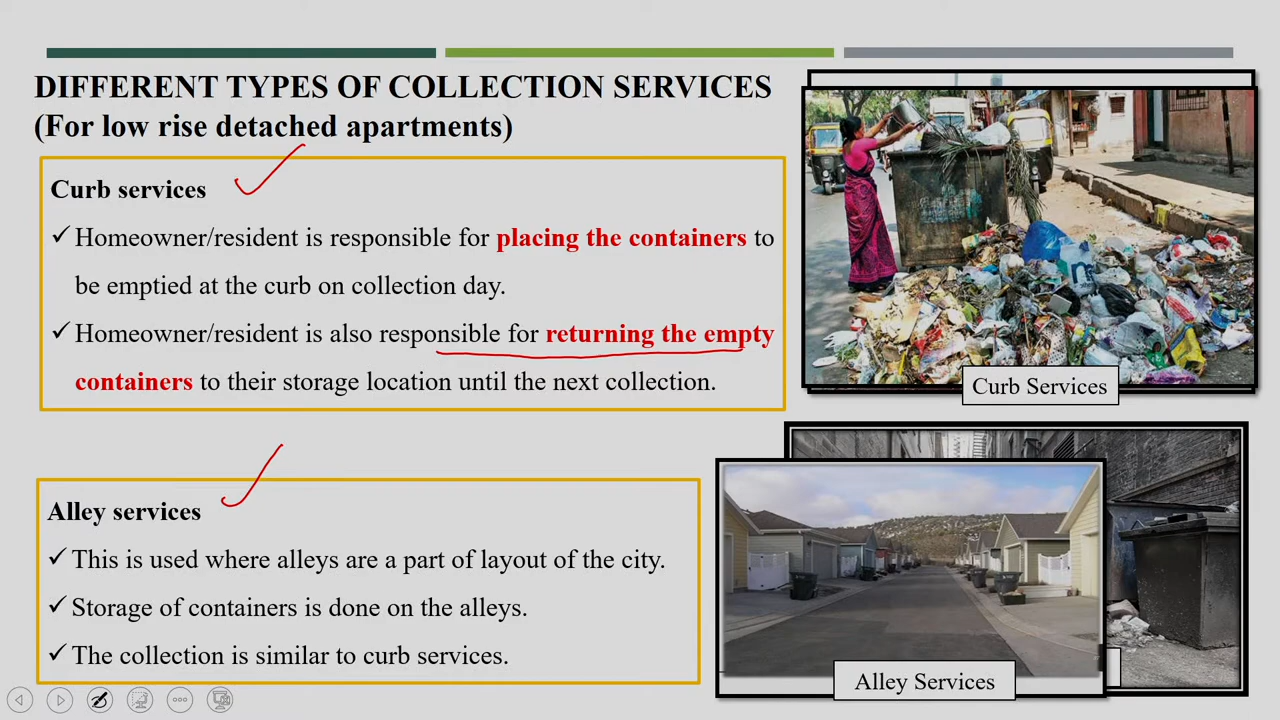 DIFFERENT TYPES OF COLLECTION SERVICES
(For low rise detached apartments)
Curb services
✓ Homeowner/resident is responsible for placing the containers to
be emptied at the curb on collection day.
✓ Homeowner/resident is also responsible for returning the empty
containers to their storage location until the next collection.
Curb Services
Alley services
✓ This is used where alleys are a part of layout of the city.
✓ Storage of containers is done on the alleys.
✓ The collection is similar to curb services.
Alley Services